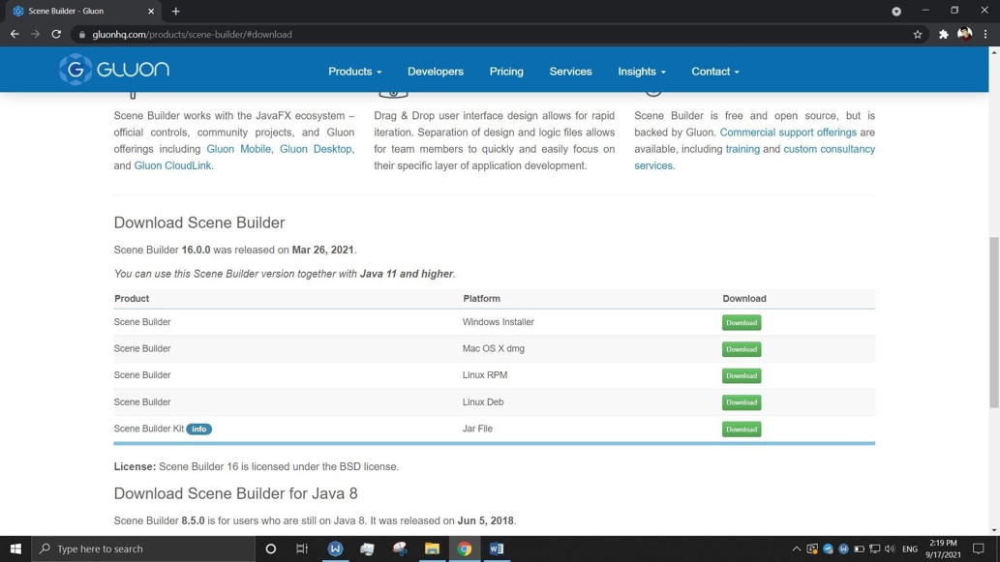 Scene Builder - Gluon
gluonhq.com/products/scene-builder/#download
GLUON
Products
Developers
Pricing
Services
Insights
Contact
Scene Builder works with the JavaFX ecosystem –
official controls, community projects, and Gluon
offerings including Gluon Mobile, Gluon Desktop,
and Gluon CloudLink.
Drag & Drop user interface design allows for rapid
iteration. Separation of design and logic files allows
for team members to quickly and easily focus on
their specific layer of application development.
Scene Builder is free and open source, but is
backed by Gluon. Commercial support offerings are
available, including training and custom consultancy
services.
Download Scene Builder
Scene Builder 16.0.0 was released on Mar 26, 2021.
You can use this Scene Builder version together with Java 11 and higher.
Product Platform Download
Scene Builder Windows Installer Download
Scene Builder Mac OS X dmg Download
Scene Builder Linux RPM Download
Scene Builder Linux Deb Download
Scene Builder Kit info Jar File Download
License: Scene Builder 16 is licensed under the BSD license.
Download Scene Builder for Java 8
Scene Builder 8.5.0 is for users who are still on Java 8. It was released on Jun 5, 2018.
Type here to search
ENG
2:19 PM
9/17/2021